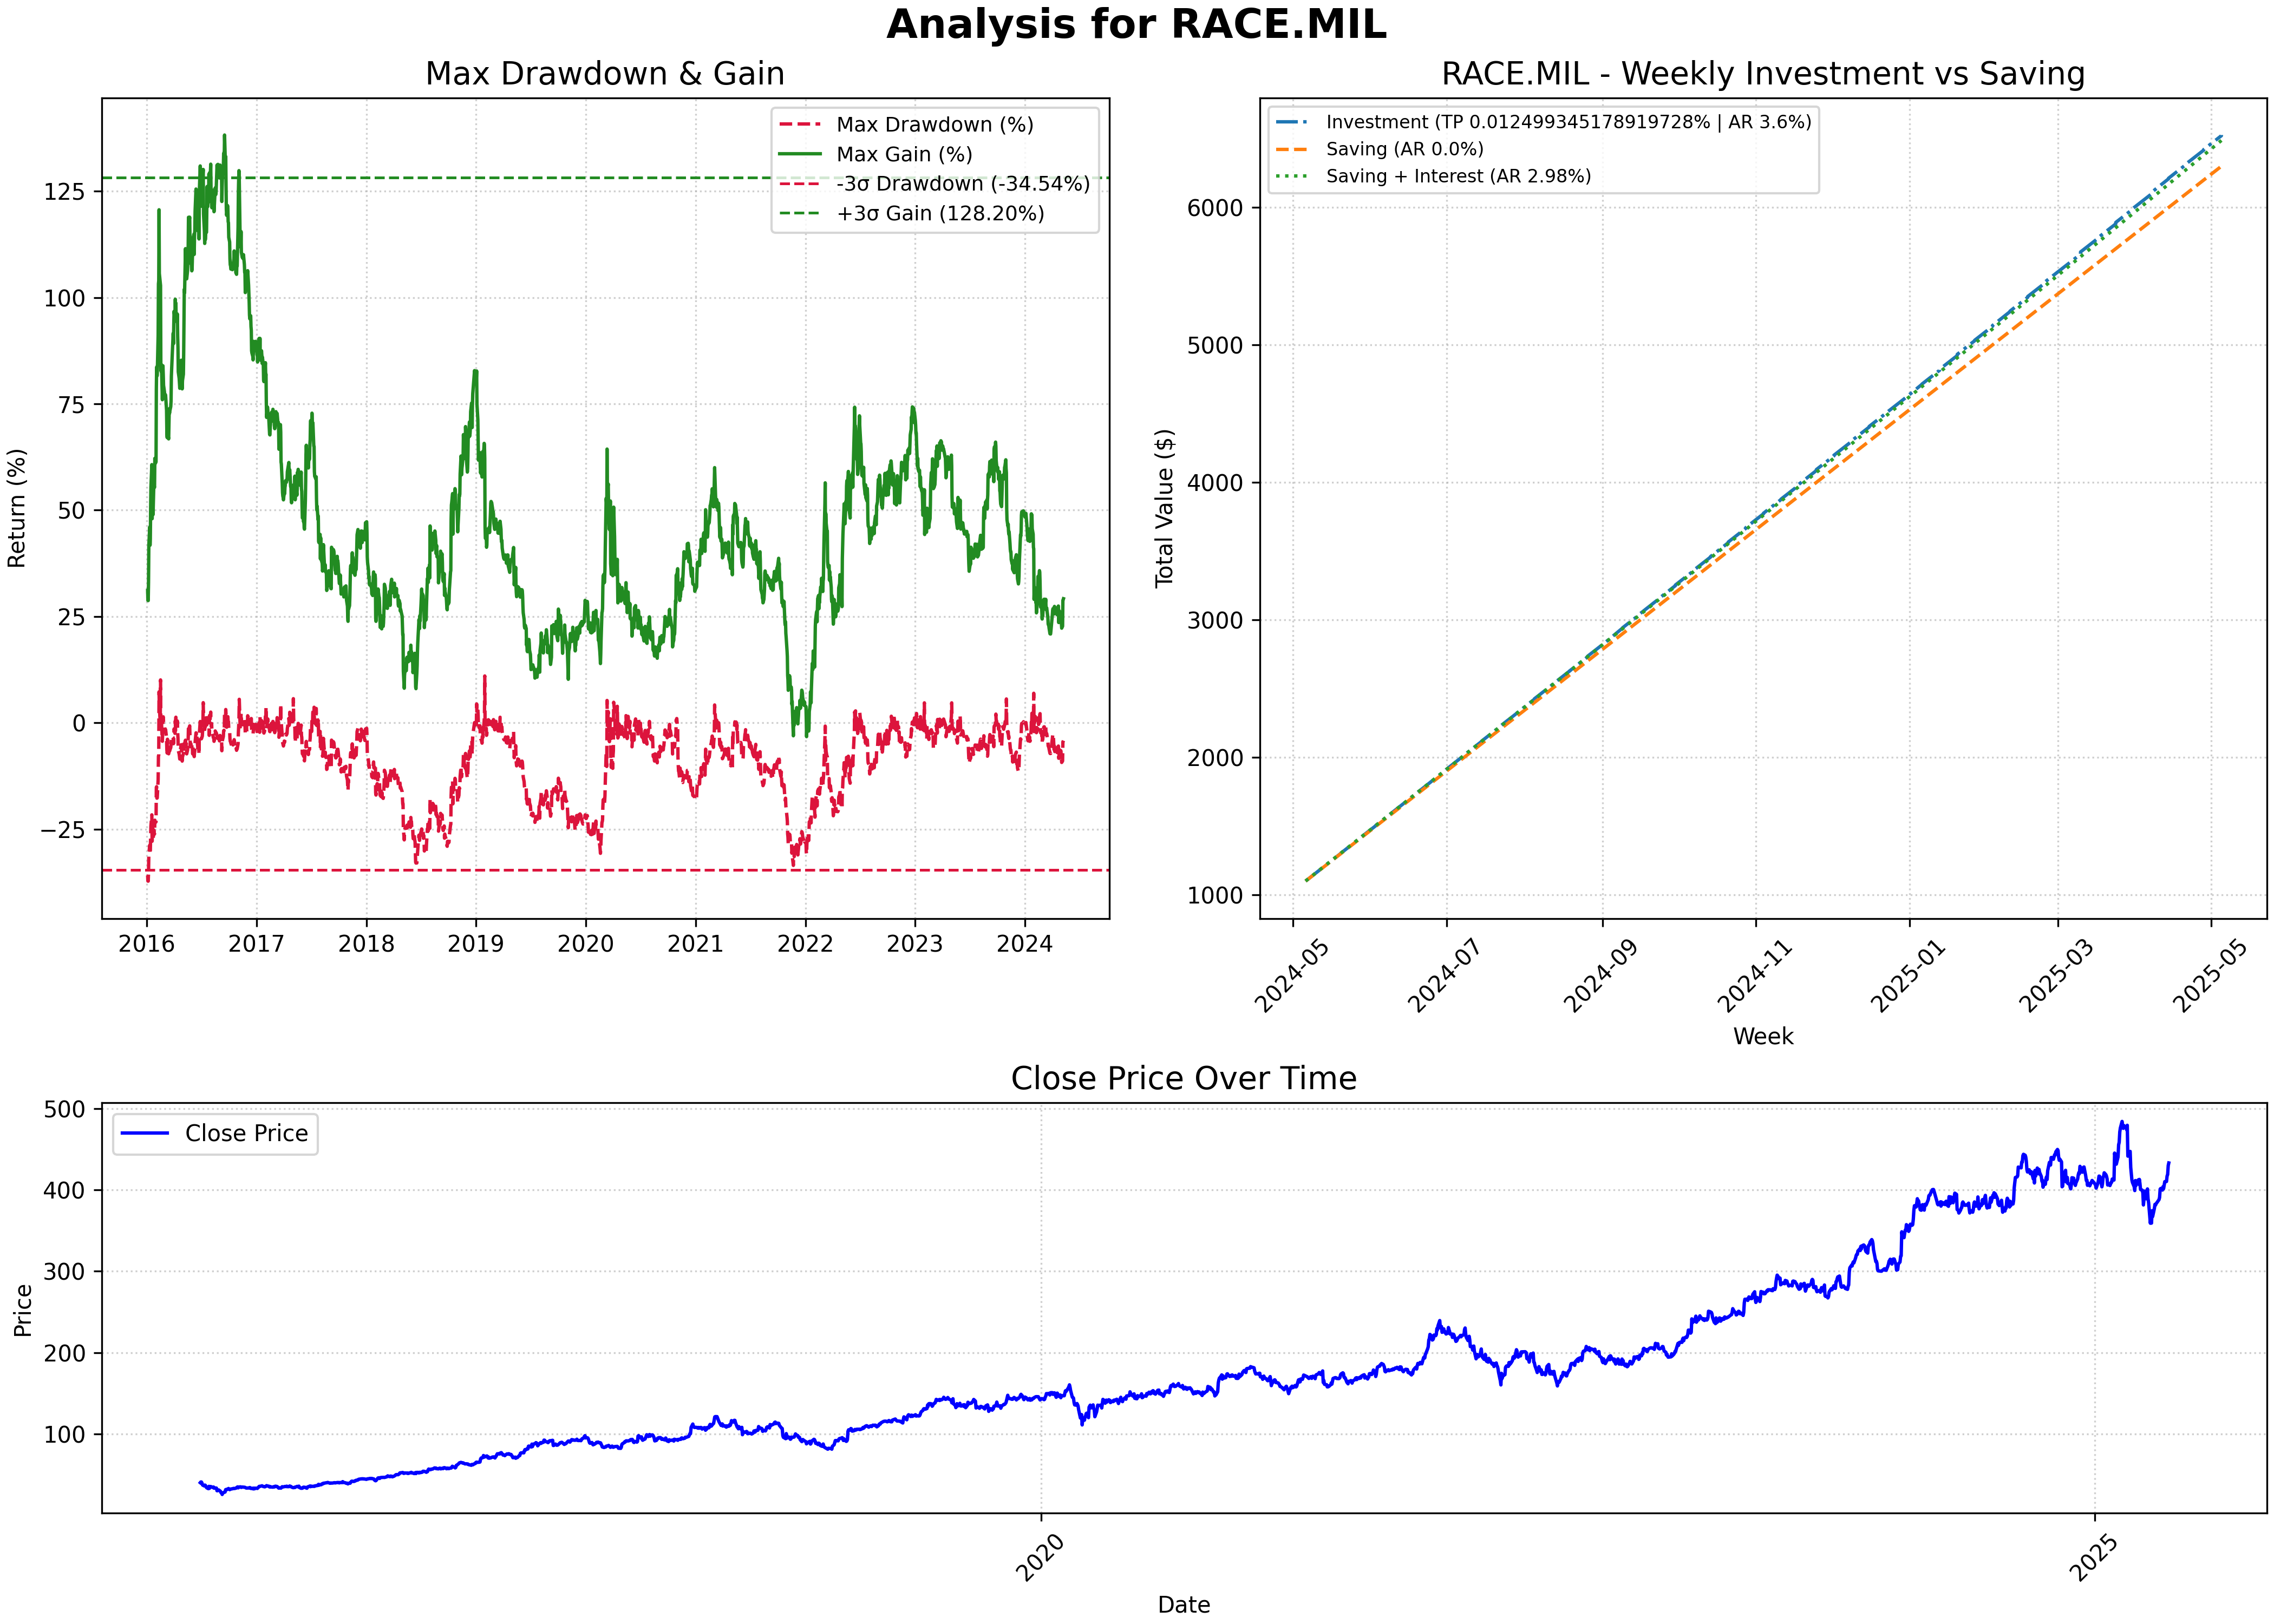 Analysis for RACE.MIL
Max Drawdown & Gain
Return (%)
125
100
75
50
25
0
−25
2016 2017 2018 2019 2020 2021 2022 2023 2024
Max Drawdown (%)
Max Gain (%)
-3σ Drawdown (-34.54%)
+3σ Gain (128.20%)
RACE.MIL - Weekly Investment vs Saving
Investment (TP 0.012499345178919728% | AR 3.6%)
Saving (AR 0.0%)
Saving + Interest (AR 2.98%)
Total Value ($)
6000
5000
4000
3000
2000
1000
2024-05 2024-07 2024-09 2024-11 2025-01 2025-03 2025-05
Week
Close Price Over Time
Close Price
Price
500
400
300
200
100
2020 2025
Date